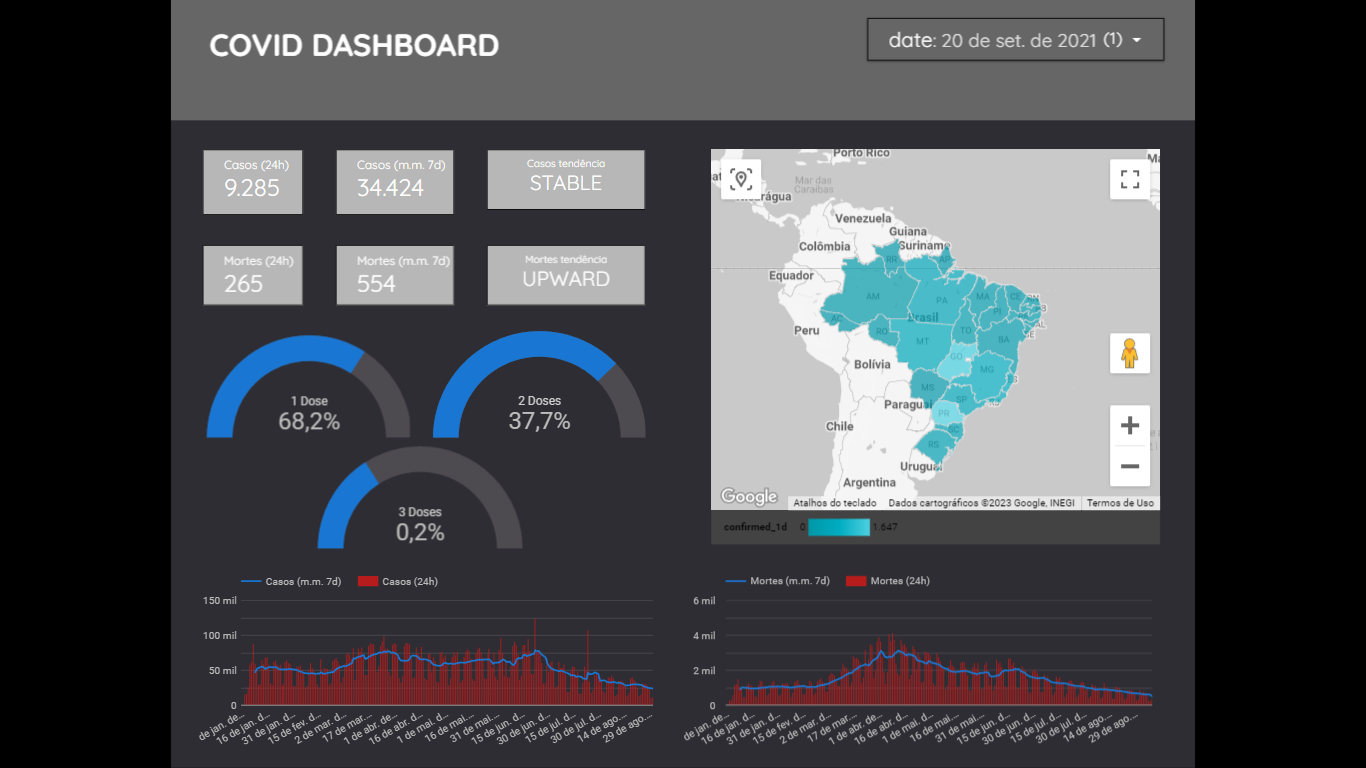 COVID DASHBOARD
date: 20 de set. de 2021 (1)
Casos (24h)
9.285
Casos (m.m. 7d)
34.424
Casos tendência
STABLE
Mortes (24h)
265
Mortes (m.m. 7d)
554
Mortes tendência
UPWARD
1 Dose
68,2%
2 Doses
37,7%
3 Doses
0,2%
Porto Rico
Mar das
Caraíbas
Venezuela
Guiana
Suriname
Colômbia
Equador
RR
AP
AM
PA
MA
CE
PI
Brasil
AC
RO
TO
AL
SE
Peru
MT
BA
GO
Bolívia
MG
MS
SP
Paraguai
PR
Chile
SC
RS
Uruguai
Argentina
Google
Atalhos do teclado
Dados cartográficos ©2023 Google, INEGI
Termos de Uso
confirmed_1d
0
1,647
Casos (m.m. 7d)
Casos (24h)
150 mil
100 mil
50 mil
0
de jan. de...
16 de jan. d...
31 de jan. d...
15 de fev. d...
2 de mar. d...
17 de mar....
1 de abr. de...
16 de abr. d...
1 de mai. d...
16 de mai....
31 de mai....
15 de jun. d...
30 de jun. d...
15 de jul. d...
30 de jul. d...
14 de ago....
29 de ago....
Mortes (m.m. 7d)
Mortes (24h)
6 mil
4 mil
2 mil
0
de jan. de...
16 de jan. d...
31 de jan. d...
15 de fev. d...
2 de mar. d...
17 de mar....
1 de abr. de...
16 de abr. d...
1 de mai. d...
16 de mai....
31 de mai....
15 de jun. d...
30 de jun. d...
15 de jul. d...
30 de jul. d...
14 de ago....
29 de ago....